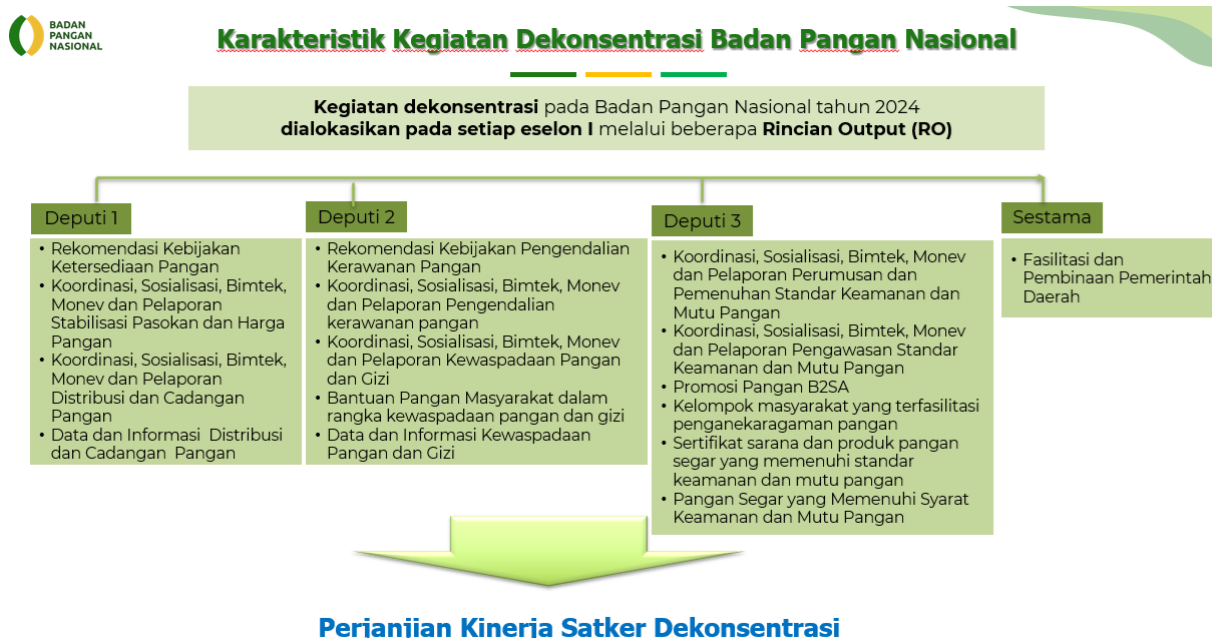 BADAN
PANGAN
NASIONAL
Karakteristik Kegiatan Dekonsentrasi Badan Pangan Nasional
Kegiatan dekonsentrasi pada Badan Pangan Nasional tahun 2024
dialokasikan pada setiap eselon I melalui beberapa Rincian Output (RO)
Deputi 1
• Rekomendasi Kebijakan
Ketersediaan Pangan
• Koordinasi, Sosialisasi, Bimtek,
Monev dan Pelaporan
Stabilisasi Pasokan dan Harga
Pangan
• Koordinasi, Sosialisasi, Bimtek,
Monev dan Pelaporan
Distribusi dan Cadangan
Pangan
• Data dan Informasi Distribusi
dan Cadangan Pangan
Deputi 2
• Rekomendasi Kebijakan Pengendalian
Kerawanan Pangan
• Koordinasi, Sosialisasi, Bimtek, Monev
dan Pelaporan Pengendalian
kerawanan pangan
• Koordinasi, Sosialisasi, Bimtek, Monev
dan Pelaporan Kewaspadaan Pangan
dan Gizi
• Bantuan Pangan Masyarakat dalam
rangka kewaspadaan pangan dan gizi
• Data dan Informasi Kewaspadaan
Pangan dan Gizi
Deputi 3
• Koordinasi, Sosialisasi, Bimtek, Monev
dan Pelaporan Perumusan dan
Pemenuhan Standar Keamanan dan
Mutu Pangan
• Koordinasi, Sosialisasi, Bimtek, Monev
dan Pelaporan Pengawasan Standar
Keamanan dan Mutu Pangan
• Promosi Pangan B2SA
• Kelompok masyarakat yang terfasilitasi
penganekaragaman pangan
• Sertifikat sarana dan produk pangan
segar yang memenuhi standar
keamanan dan mutu pangan
• Pangan Segar yang Memenuhi Syarat
Keamanan dan Mutu Pangan
Sestama
• Fasilitasi dan
Pembinaan Pemerintah
Daerah
Perjanjian Kinerja Satker Dekonsentrasi